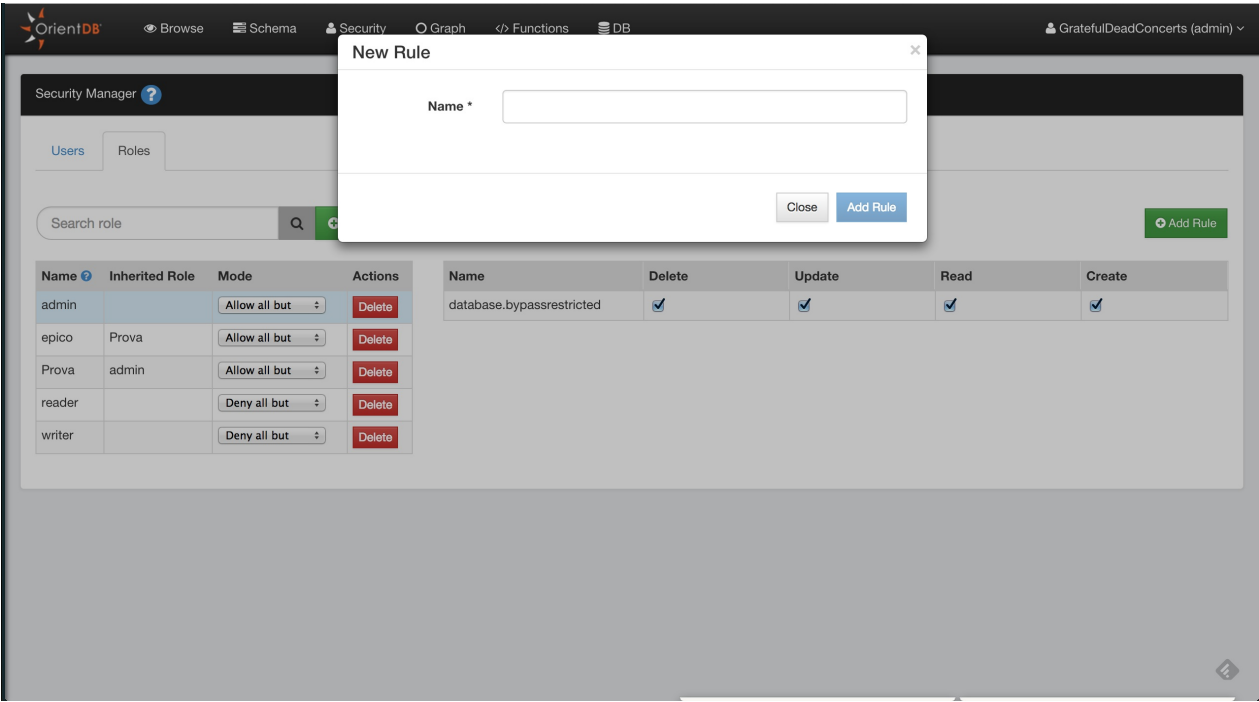 OrientDB Browse Schema Security Graph </> Functions DB GratefulDeadConcerts (admin)
New Rule ×
Name *
Close Add Rule
Security Manager ?
Users Roles
Search role
Add Rule
Name ? Inherited Role Mode Actions Name Delete Update Read Create
admin Allow all but Delete database.bypassrestricted
epico Prova Allow all but Delete
Prova admin Allow all but Delete
reader Deny all but Delete
writer Deny all but Delete